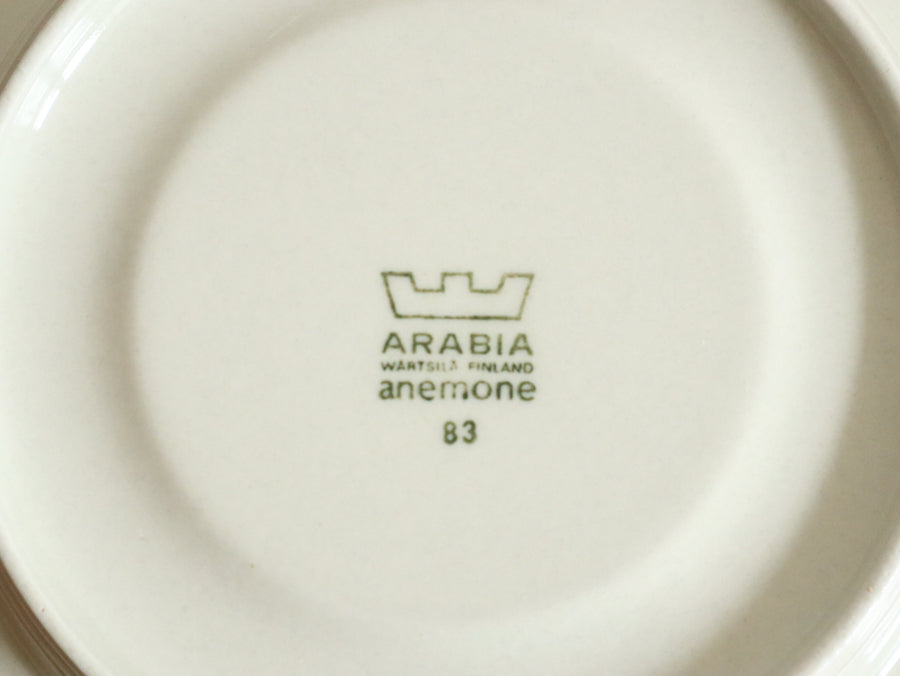 ARABIA
WÄRTSILÄ FINLAND
anemone
83